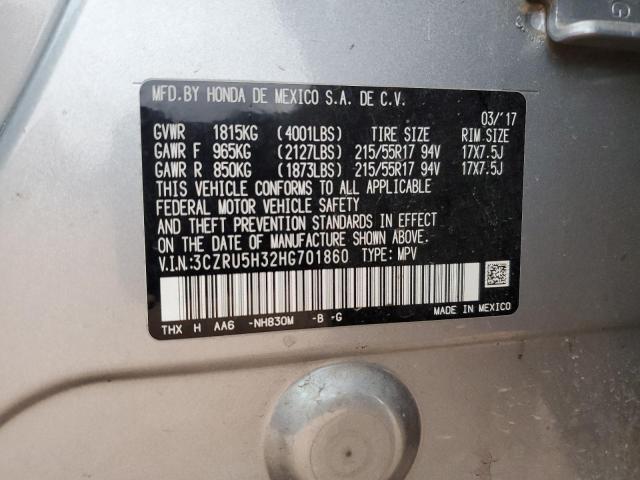 MFD.BY HONDA DE MEXICO S.A. DE C.V.
03/'17
GVWR 1815KG (4001LBS) TIRE SIZE RIM SIZE
GAWR F 965KG (2127LBS) 215/55R17 94V 17X7.5J
GAWR R 850KG (1873LBS) 215/55R17 94V 17X7.5J
THIS VEHICLE CONFORMS TO ALL APPLICABLE
FEDERAL MOTOR VEHICLE SAFETY
AND THEFT PREVENTION STANDARDS IN EFFECT
ON THE DATE OF MANUFACTURE SHOWN ABOVE.
V.I.N.:3CZRU5H32HG701860 TYPE: MPV
THX H AA6 -NH830M -B -G
MADE IN MEXICO